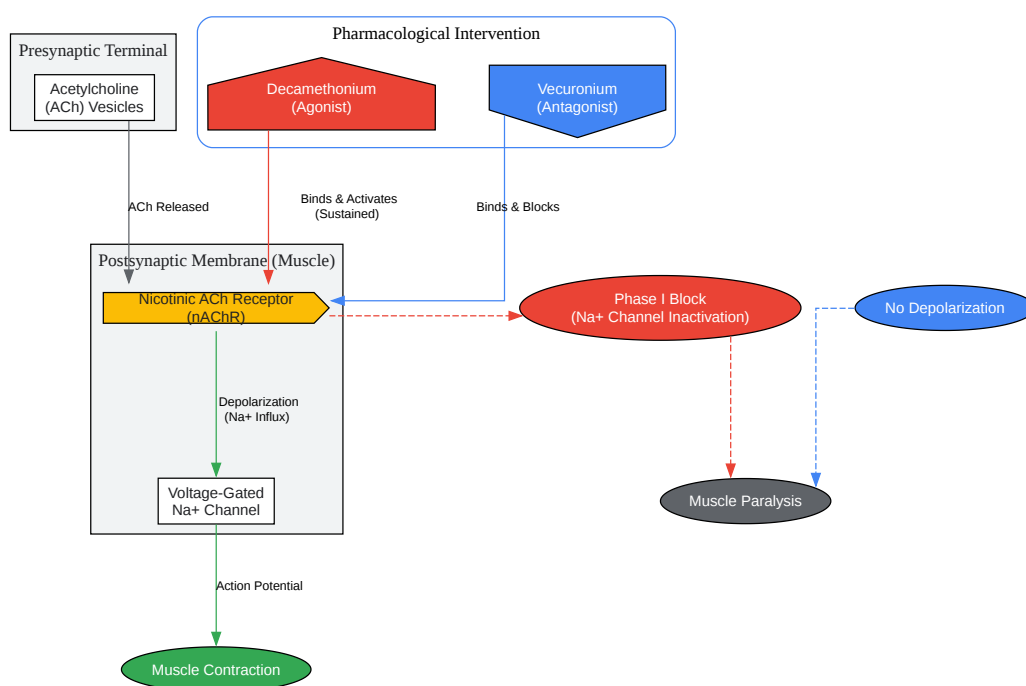 Pharmacological Intervention
Presynaptic Terminal
Acetylcholine
(ACh) Vesicles
Decamethonium
(Agonist)
Vecuronium
(Antagonist)
ACh Released
Binds & Activates
(Sustained)
Binds & Blocks
Postsynaptic Membrane (Muscle)
Nicotinic ACh Receptor
(nAChR)
Phase I Block
(Na+ Channel Inactivation)
No Depolarization
Depolarization
(Na+ Influx)
Voltage-Gated
Na+ Channel
Muscle Paralysis
Action Potential
Muscle Contraction